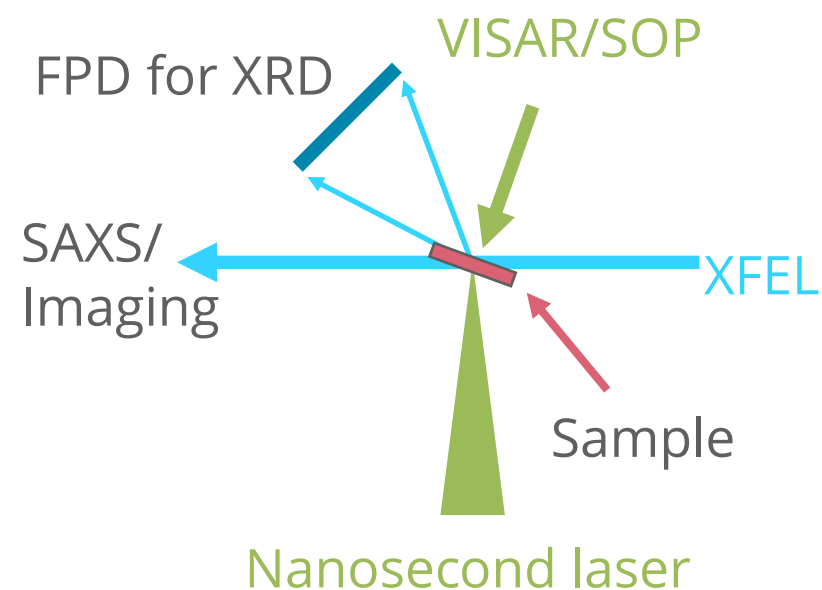 VISAR/SOP
FPD for XRD
SAXS/
Imaging
XFEL
Sample
Nanosecond laser